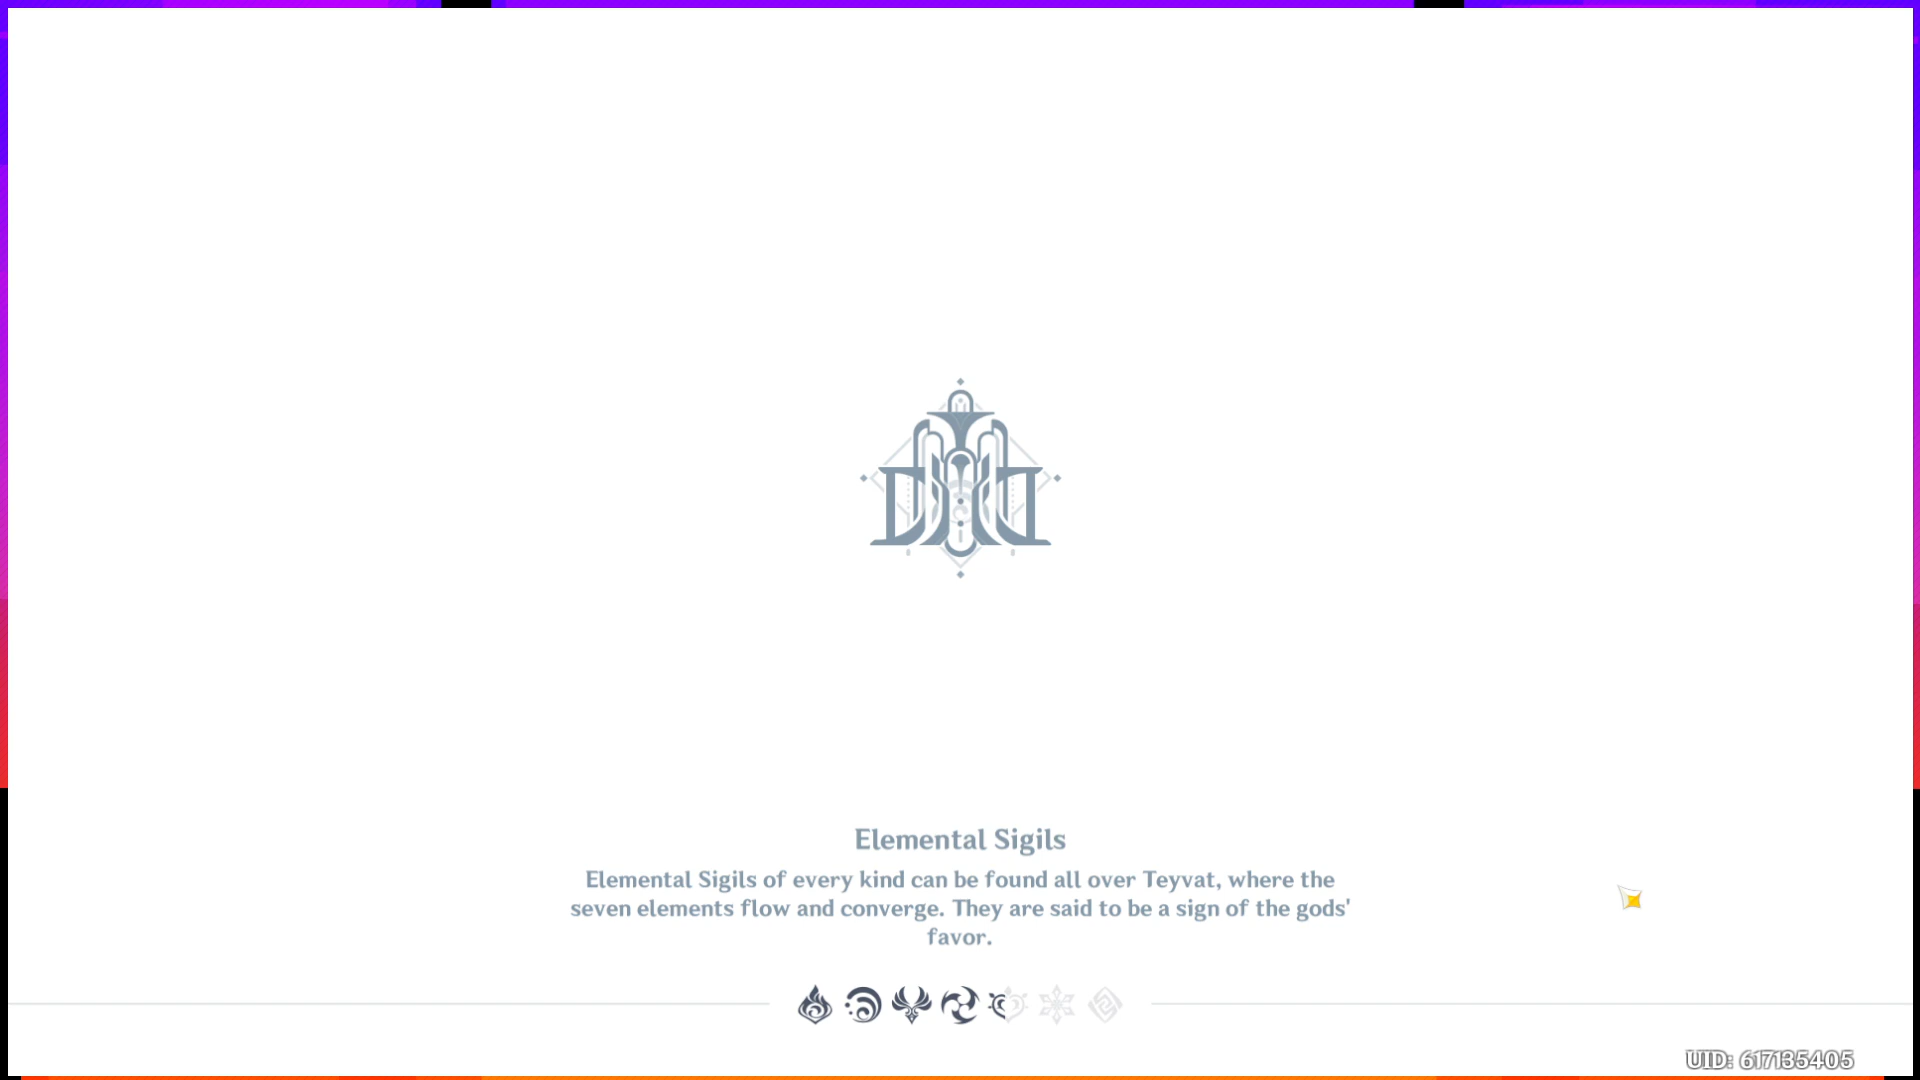 Elemental Sigils
Elemental Sigils of every kind can be found all over Teyvat, where the
seven elements flow and converge. They are said to be a sign of the gods'
favor.
UID: 617135405